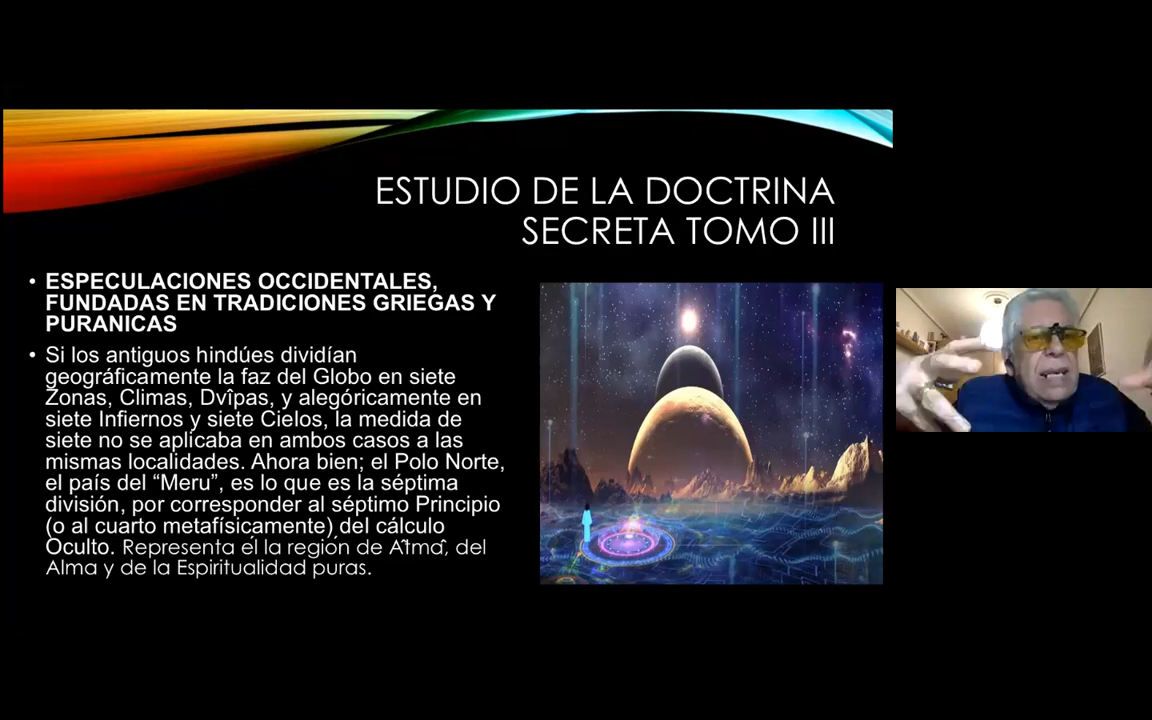 ESTUDIO DE LA DOCTRINA
SECRETA TOMO III
• ESPECULACIONES OCCIDENTALES,
FUNDADAS EN TRADICIONES GRIEGAS Y
PURANICAS
• Si los antiguos hindúes dividían
geográficamente la faz del Globo en siete
Zonas, Climas, Dvîpas, y alegóricamente en
siete Infiernos y siete Cielos, la medida de
siete no se aplicaba en ambos casos a las
mismas localidades. Ahora bien; el Polo Norte,
el país del “Meru”, es lo que es la séptima
división, por corresponder al séptimo Principio
(o al cuarto metafísicamente) del cálculo
Oculto. Representa él la región de Âtmâ, del
Alma y de la Espiritualidad puras.